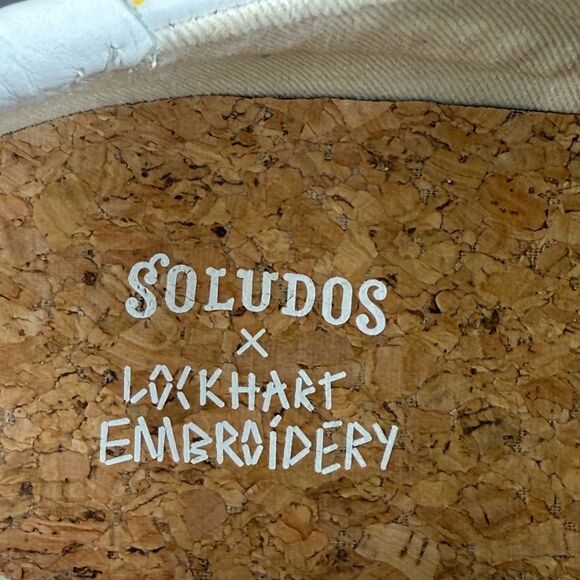 SOLUDOS
×
LOCKHART
EMBROIDERY